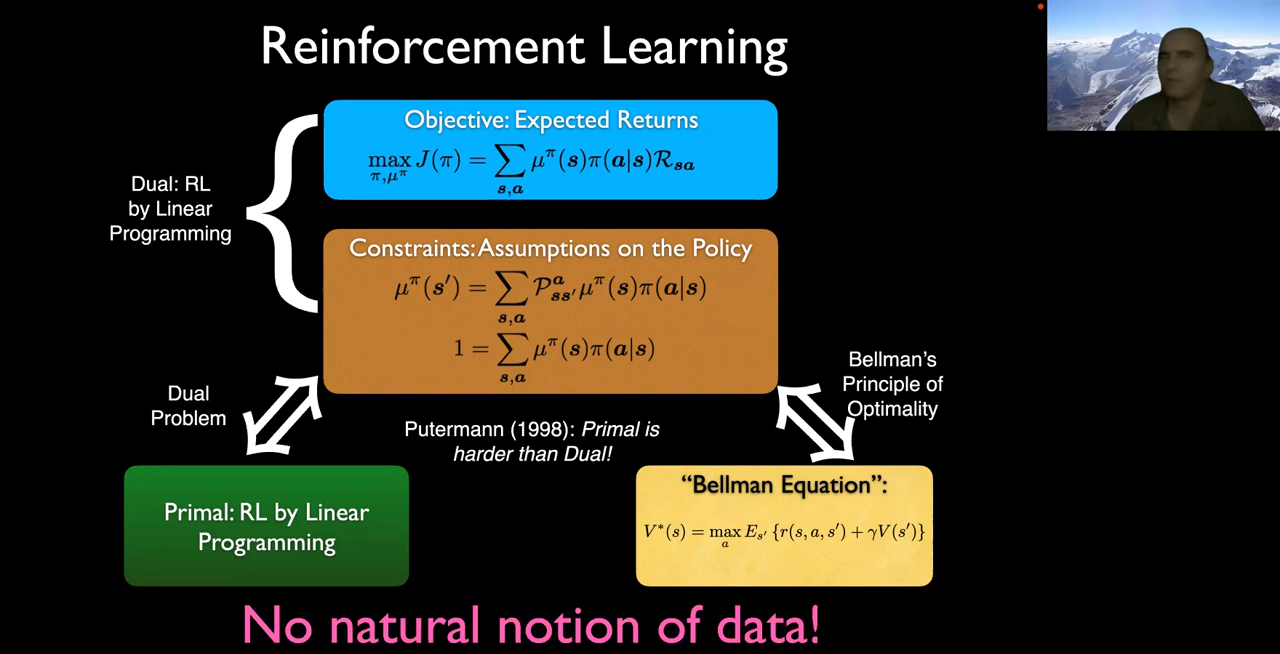 Reinforcement Learning
Objective: Expected Returns
max J(π) = ∑ μ^π(s)π(a|s)R_sa
π,μ^π s,a
Dual: RL
by Linear
Programming
Constraints: Assumptions on the Policy
μ^π(s′) = ∑ P^a_ss′ μ^π(s)π(a|s)
s,a
1 = ∑ μ^π(s)π(a|s)
s,a
Bellman’s
Principle of
Optimality
Dual
Problem
Putermann (1998): Primal is
harder than Dual!
Primal: RL by Linear
Programming
“Bellman Equation”:
V*(s) = max E_s′ {r(s, a, s′) + γV(s′)}
a
No natural notion of data!